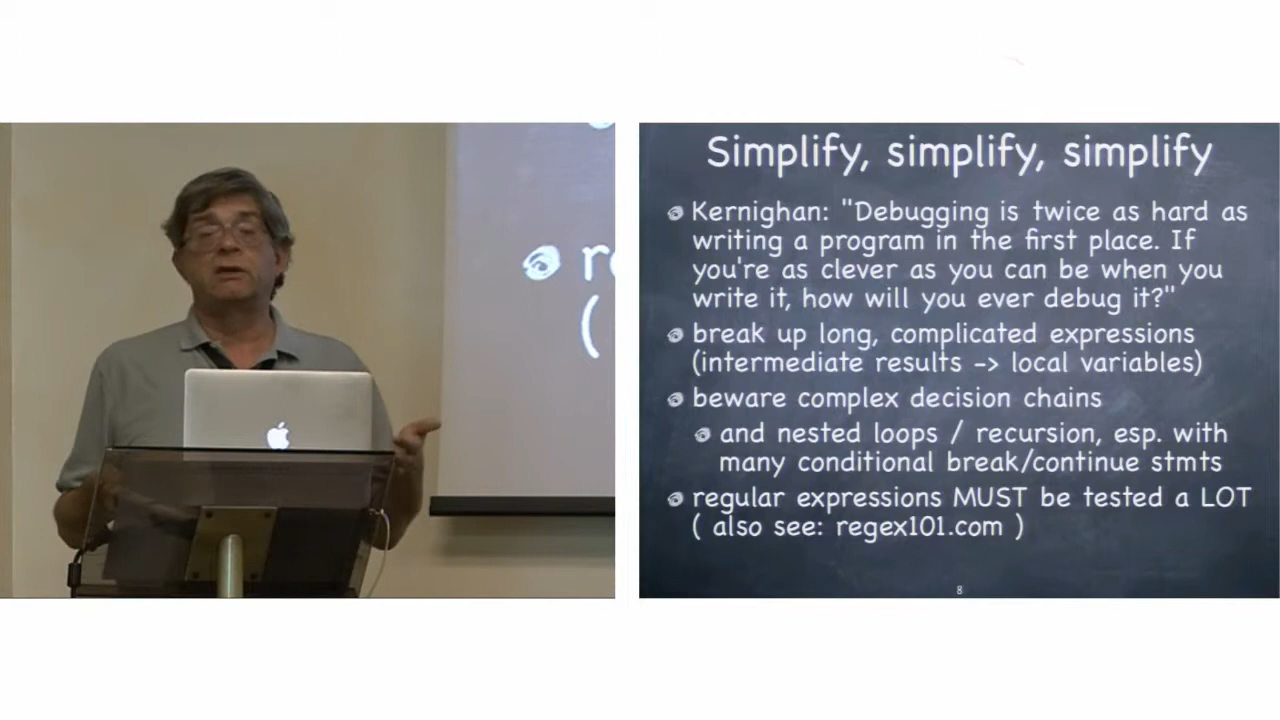 Simplify, simplify, simplify
Kernighan: "Debugging is twice as hard as
writing a program in the first place. If
you're as clever as you can be when you
write it, how will you ever debug it?"
break up long, complicated expressions
(intermediate results -> local variables)
beware complex decision chains
and nested loops / recursion, esp. with
many conditional break/continue stmts
regular expressions MUST be tested a LOT
( also see: regex101.com )
8